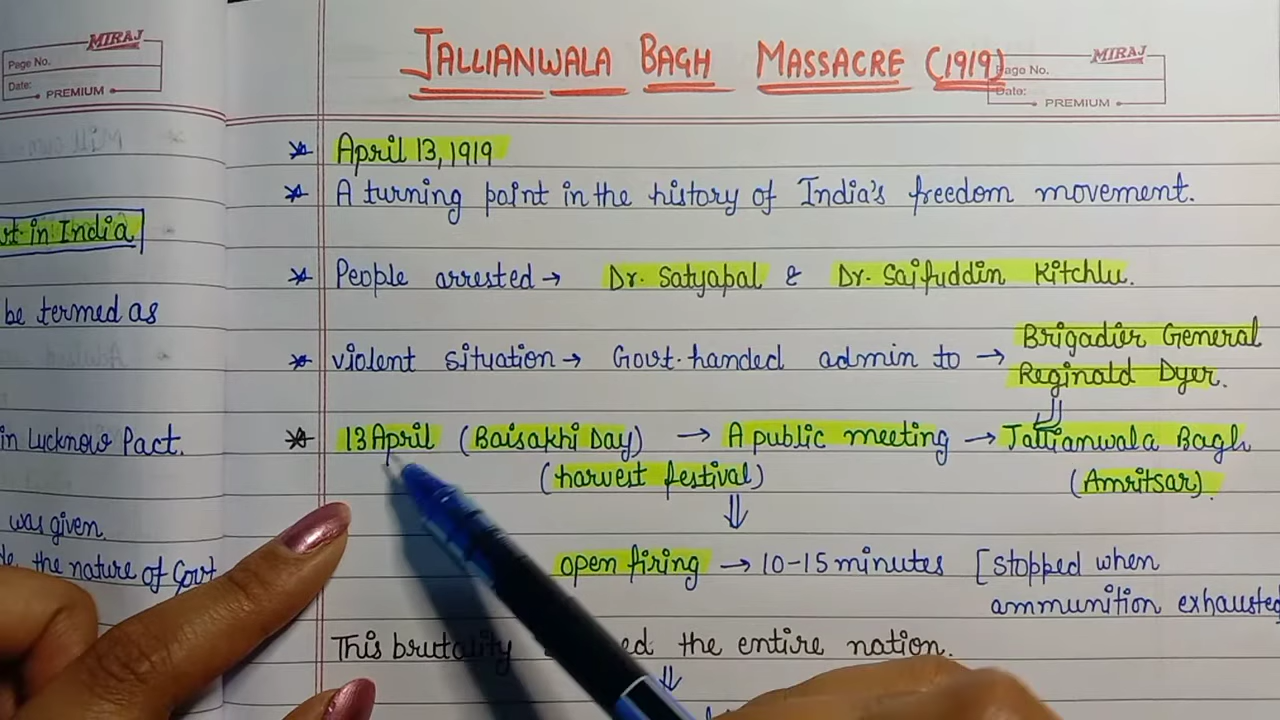 MIRAJ
Page No.
Date:
PREMIUM
JALLIANWALA BAGH MASSACRE (1919)
MIRAJ
Page No.
Date:
PREMIUM
April 13, 1919
A turning point in the history of India's freedom movement.
st in India
People arrested → Dr. Satyapal & Dr. Saifuddin Kitchlu.
be termed as
violent situation → Govt. handed admin to → Brigadier General
Reginald Dyer.
in Lucknow Pact.
13 April (Baisakhi Day) → A public meeting → Jallianwala Bagh
(harvest festival) (Amritsar).
was given.
the nature of Govt
open firing → 10-15 minutes [stopped when
ammunition exhausted
This brutality the entire nation.